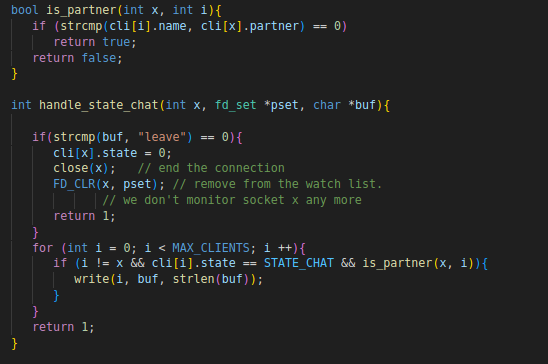 bool is_partner(int x, int i){
    if (strcmp(cli[i].name, cli[x].partner) == 0)
        return true;
    return false;
}

int handle_state_chat(int x, fd_set *pset, char *buf){

    if(strcmp(buf, "leave") == 0){
        cli[x].state = 0;
        close(x);   // end the connection
        FD_CLR(x, pset); // remove from the watch list.
                // we don't monitor socket x any more
        return 1;
    }
    for (int i = 0; i < MAX_CLIENTS; i ++){
        if (i != x && cli[i].state == STATE_CHAT && is_partner(x, i)){
            write(i, buf, strlen(buf));
        }
    }
    return 1;
}